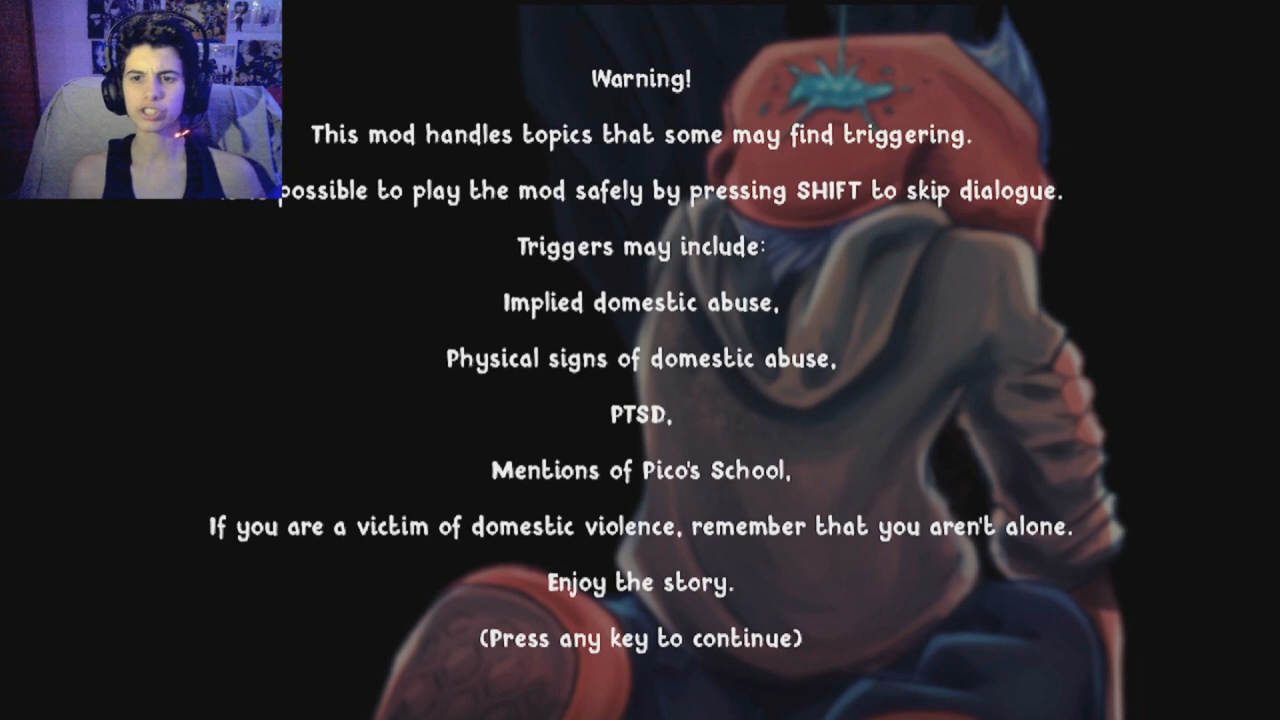 Warning!
This mod handles topics that some may find triggering.
possible to play the mod safely by pressing SHIFT to skip dialogue.
Triggers may include:
Implied domestic abuse,
Physical signs of domestic abuse,
PTSD,
Mentions of Pico's School,
If you are a victim of domestic violence, remember that you aren't alone.
Enjoy the story.
(Press any key to continue)